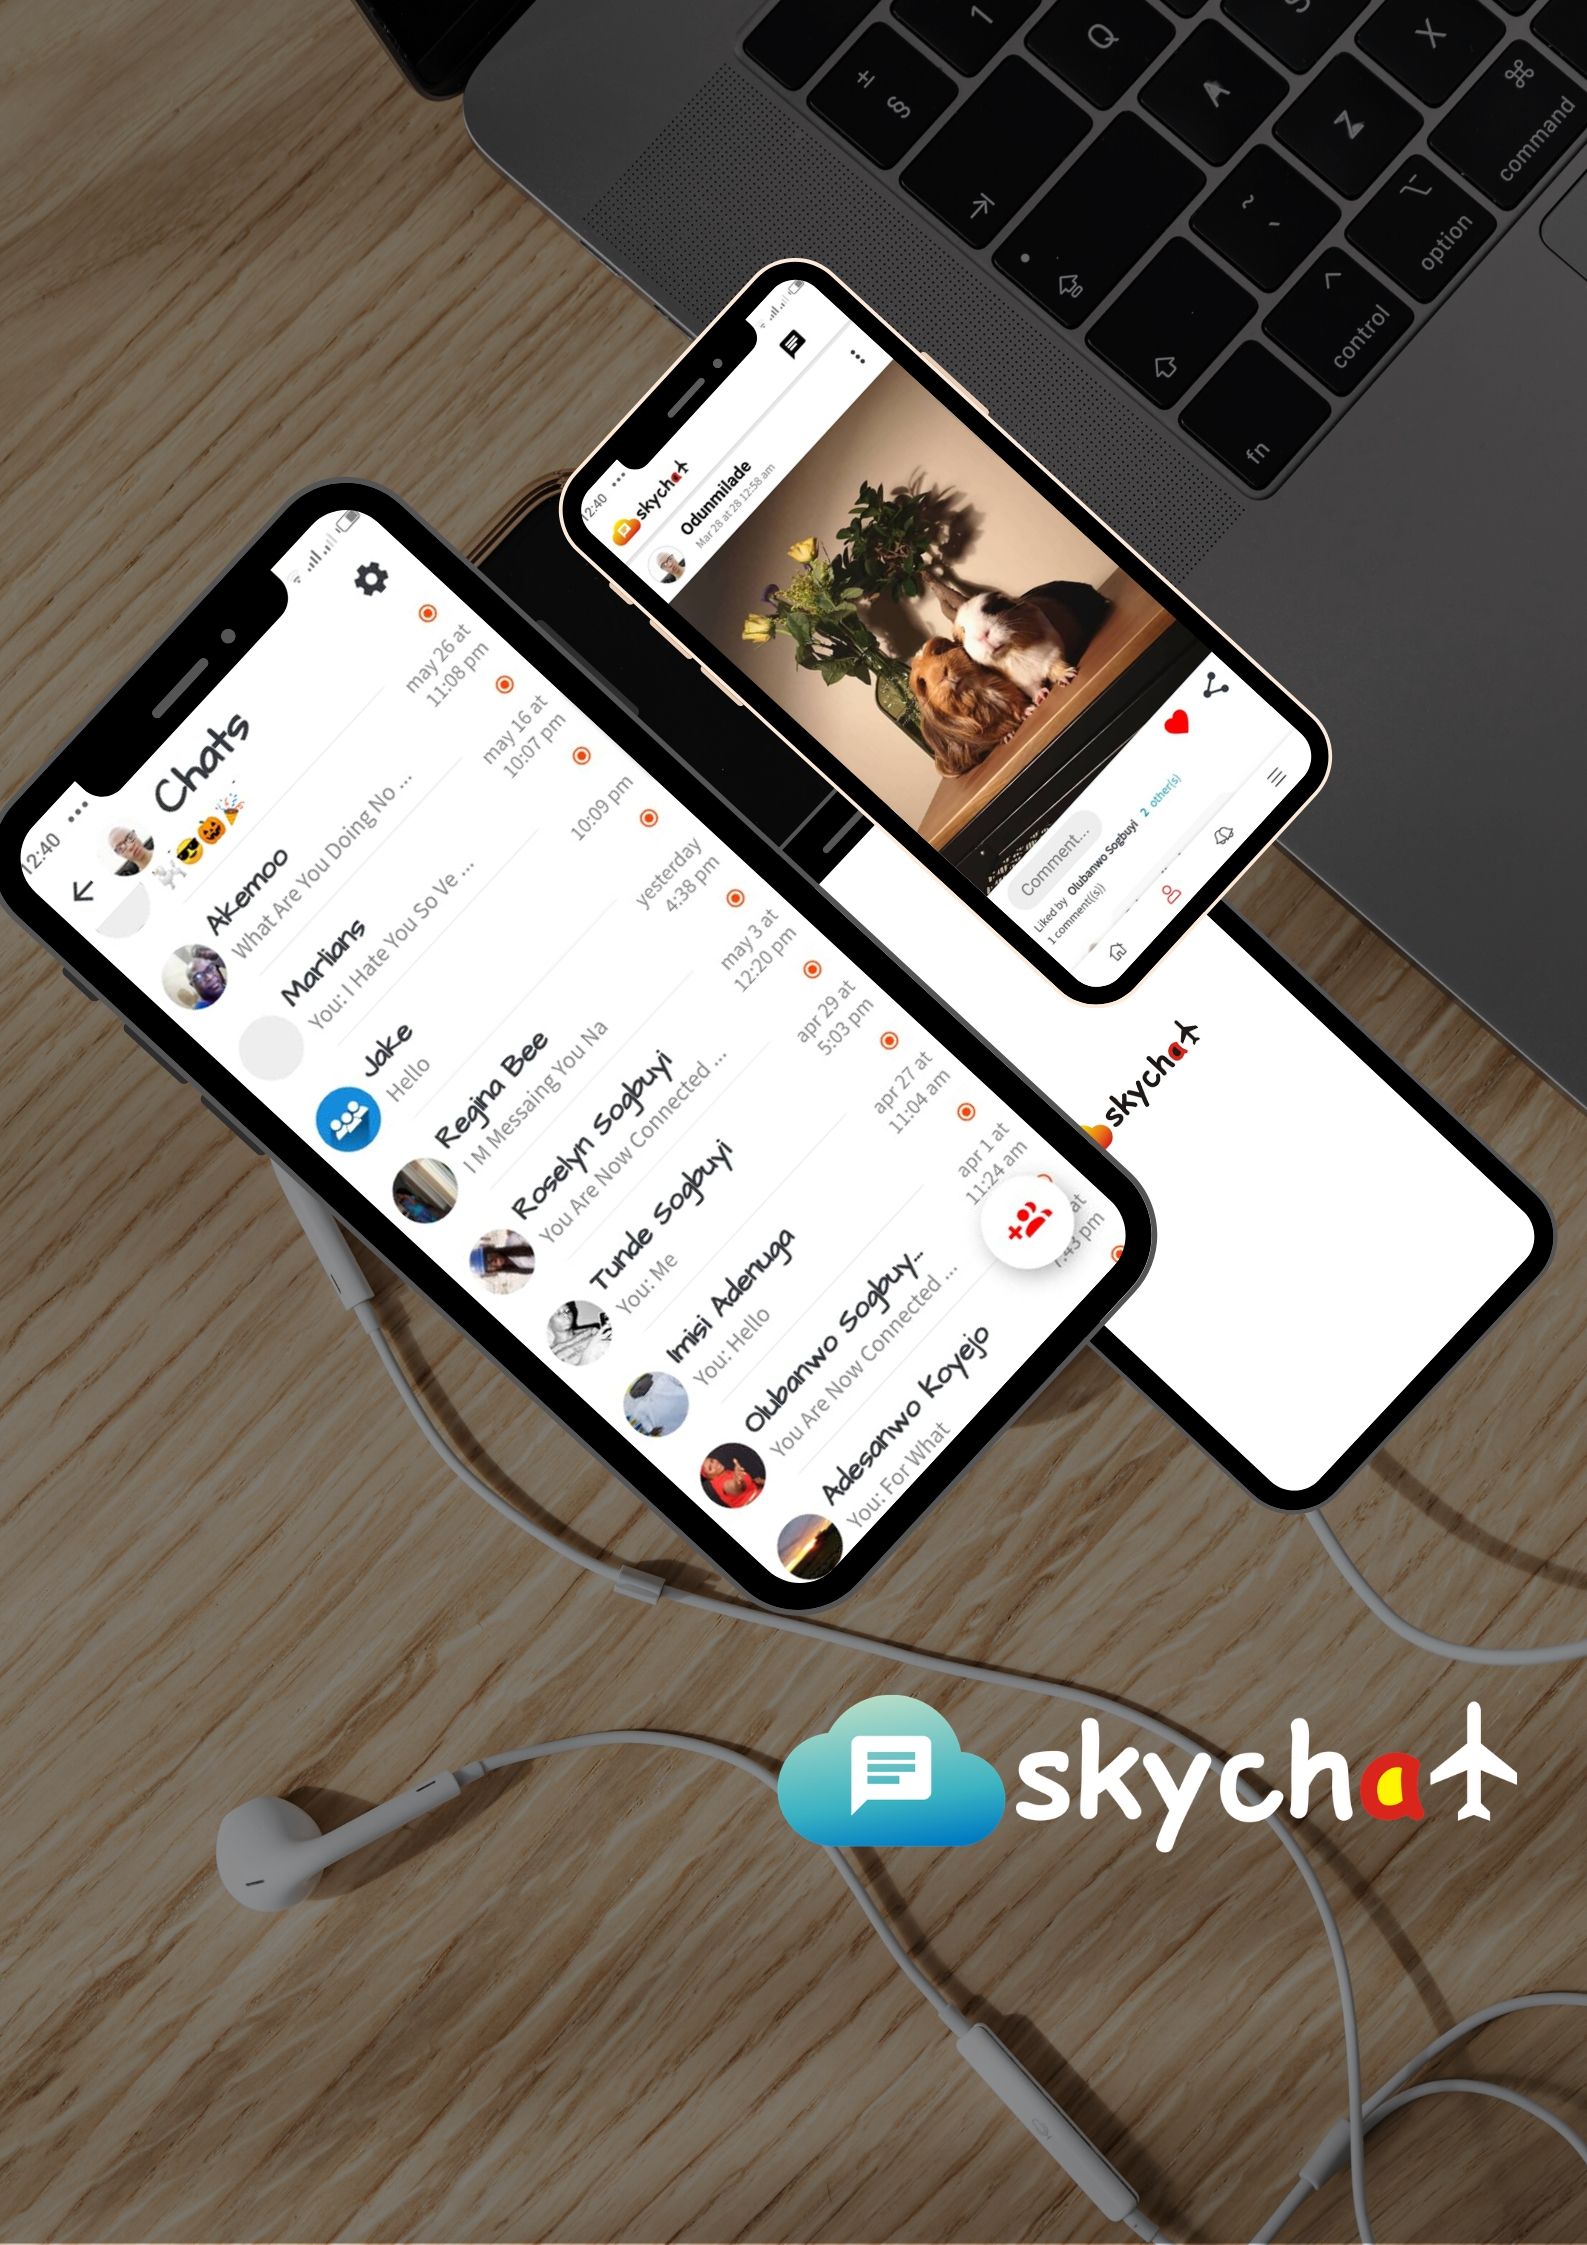 1
Q
±
§
A
Z
X
command
option
control
fn
12:40
skychat
Odunmilade
Mar 28 at 28 12:58 am
Comment...
Liked by Olubanwo Sogbuyi 2 other(s)
1 comment((s))
12:40
Chats
Akemoo
What Are You Doing No ...
may 26 at
11:08 pm
Marlians
You: I Hate You So Ve ...
may 16 at
10:07 pm
Jake
Hello
10:09 pm
Regina Bee
I M Messaing You Na
yesterday
4:38 pm
Roselyn Sogbuyi
You Are Now Connected ...
may 3 at
12:20 pm
Tunde Sogbuyi
You: Me
apr 29 at
5:03 pm
Imisi Adenuga
You: Hello
apr 27 at
11:04 am
Olubanwo Sogbuy...
You Are Now Connected ...
apr 1 at
11:24 am
Adesanwo Koyejo
You: For What
at
7:43 pm
skychat
skychat